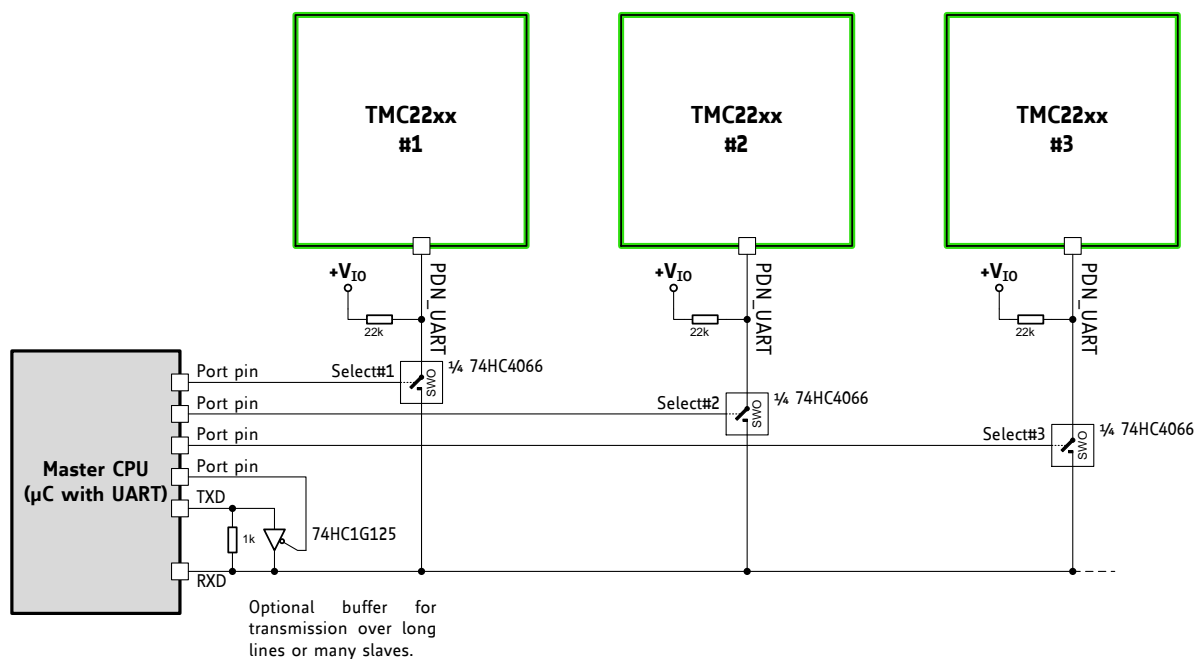 TMC22xx
#1
TMC22xx
#2
TMC22xx
#3
+VIO
22k
PDN_UART
+VIO
22k
PDN_UART
+VIO
22k
PDN_UART
Master CPU
(µC with UART)
Port pin
Select#1
SWO
¼ 74HC4066
Port pin
Select#2
SWO
¼ 74HC4066
Port pin
Select#3
SWO
¼ 74HC4066
Port pin
TXD
1k
74HC1G125
RXD
Optional buffer for
transmission over long
lines or many slaves.